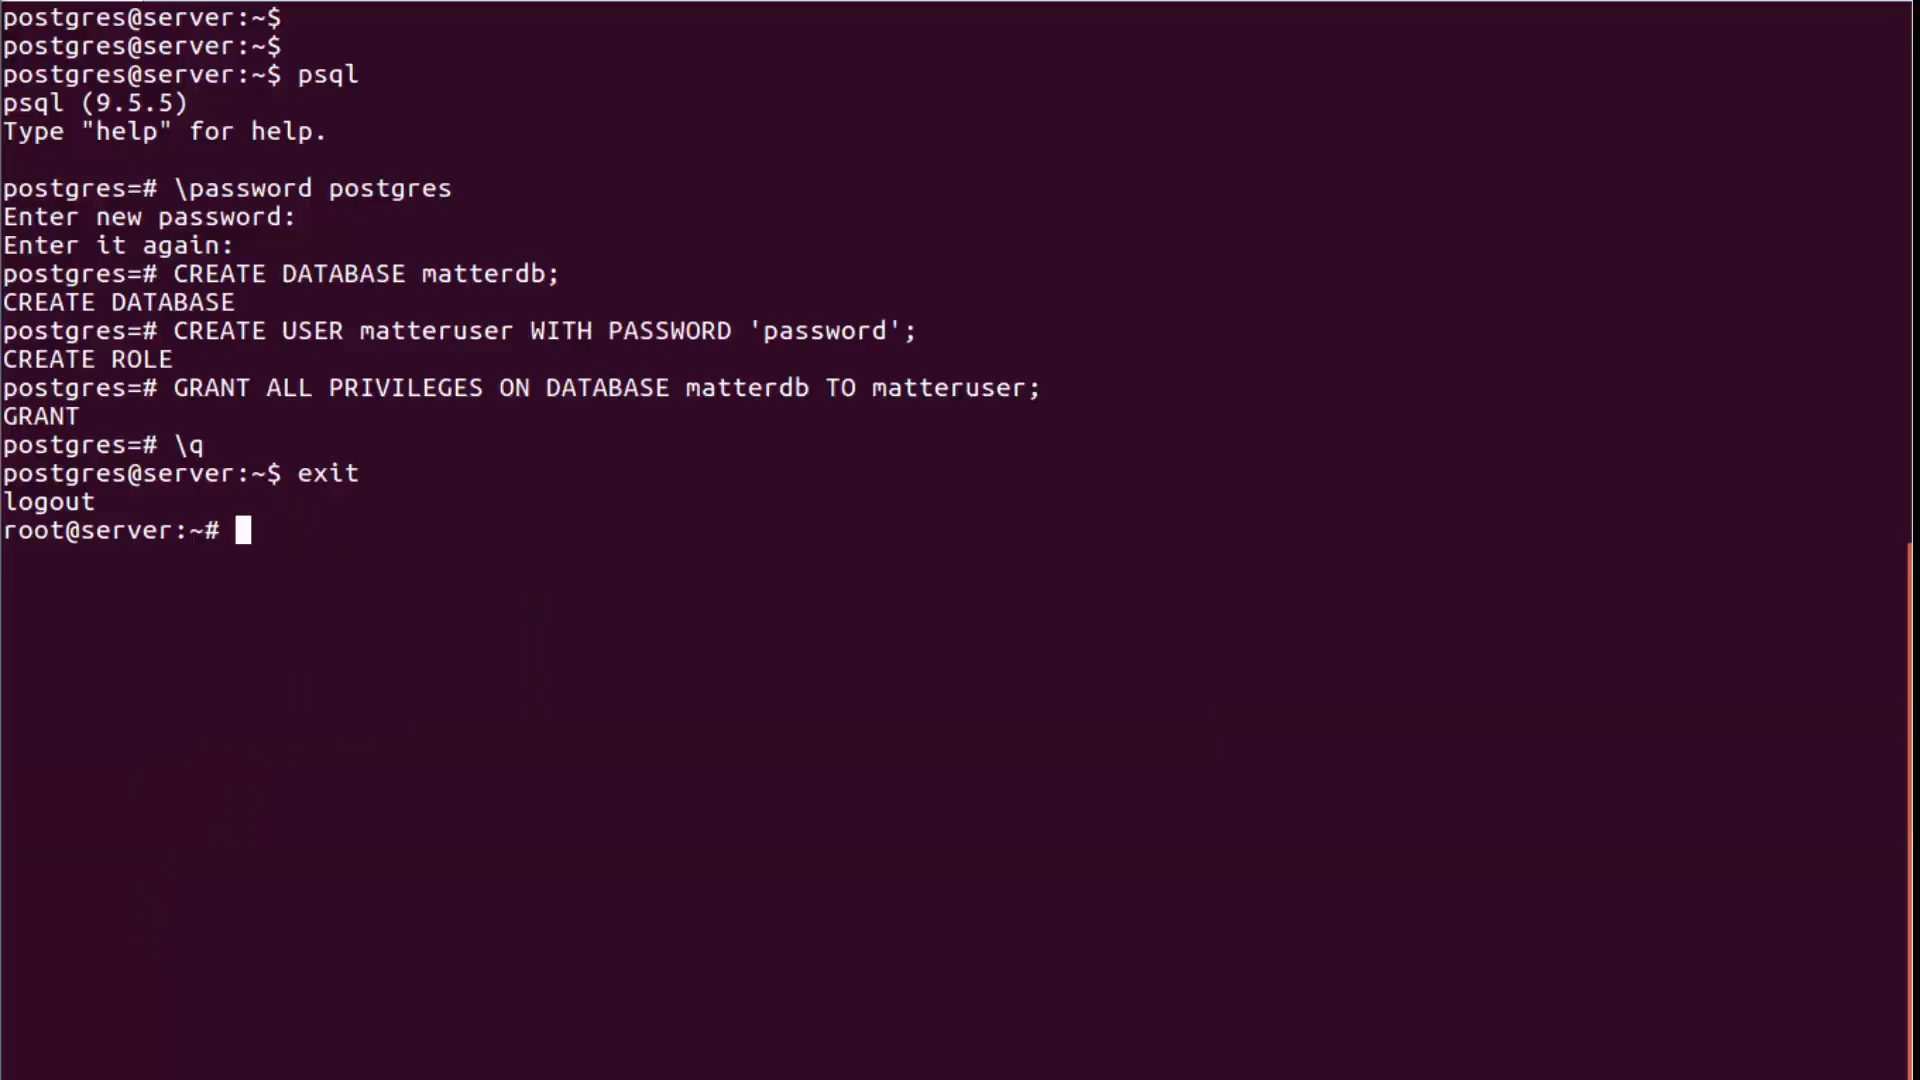 postgres@server:~$
postgres@server:~$
postgres@server:~$ psql
psql (9.5.5)
Type "help" for help.
postgres=# \password postgres
Enter new password:
Enter it again:
postgres=# CREATE DATABASE matterdb;
CREATE DATABASE
postgres=# CREATE USER matteruser WITH PASSWORD 'password';
CREATE ROLE
postgres=# GRANT ALL PRIVILEGES ON DATABASE matterdb TO matteruser;
GRANT
postgres=# \q
postgres@server:~$ exit
logout
root@server:~#